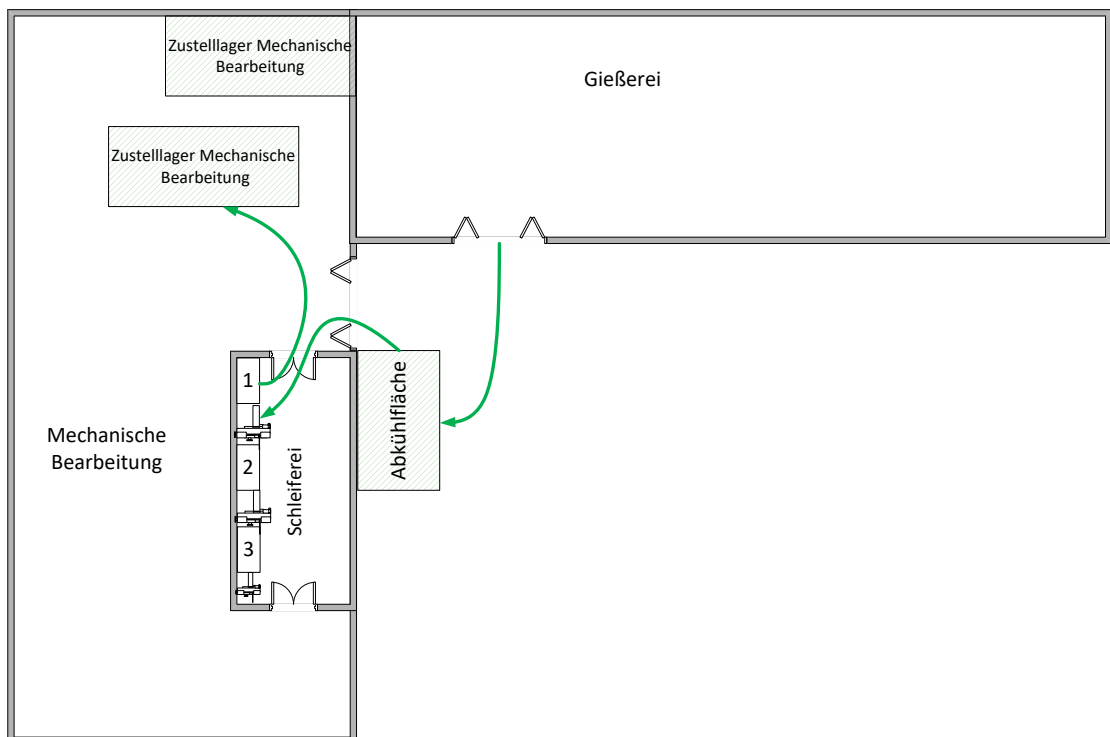 Zustelllager Mechanische
Bearbeitung
Gießerei
Zustelllager Mechanische
Bearbeitung
Abkühlfläche
1
2
3
Schleiferei
Mechanische
Bearbeitung